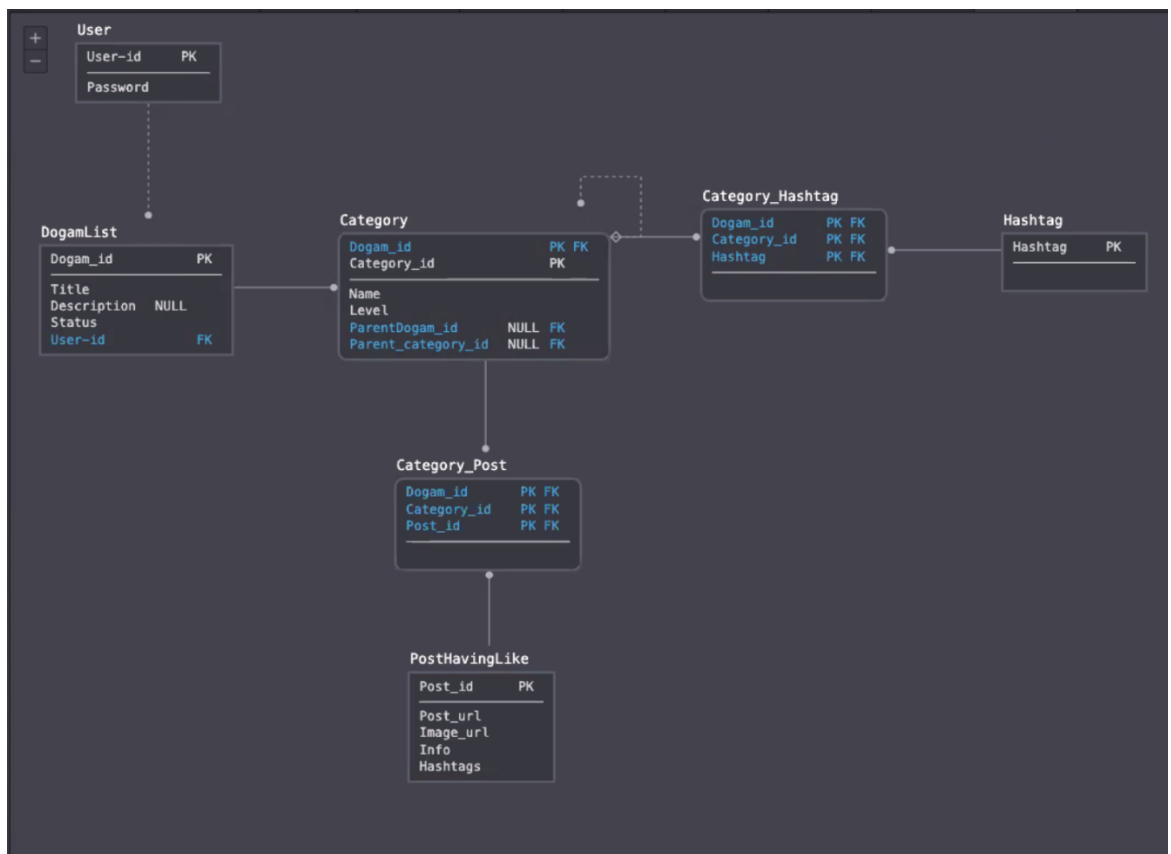 +
−
User
User-id PK
Password
DogamList
Dogam_id PK
Title
Description NULL
Status
User-id FK
Category
Dogam_id PK FK
Category_id PK
Name
Level
ParentDogam_id NULL FK
Parent_category_id NULL FK
Category_Hashtag
Dogam_id PK FK
Category_id PK FK
Hashtag PK FK
Hashtag
Hashtag PK
Category_Post
Dogam_id PK FK
Category_id PK FK
Post_id PK FK
PostHavingLike
Post_id PK
Post_url
Image_url
Info
Hashtags